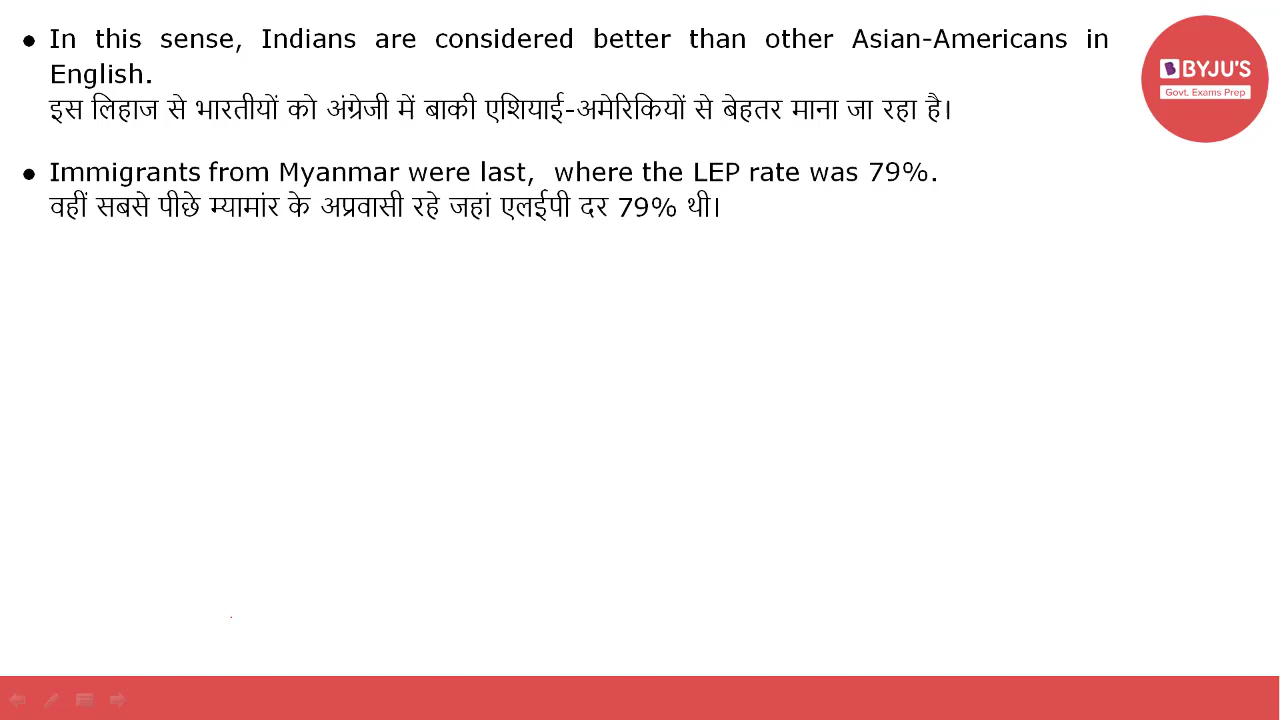 ● In this sense, Indians are considered better than other Asian-Americans in
English.
इस लिहाज से भारतीयों को अंग्रेजी में बाकी एशियाई-अमेरिकियों से बेहतर माना जा रहा है।
● Immigrants from Myanmar were last, where the LEP rate was 79%.
वहीं सबसे पीछे म्यामांर के अप्रवासी रहे जहां एलईपी दर 79% थी।
BYJU'S
Govt. Exams Prep